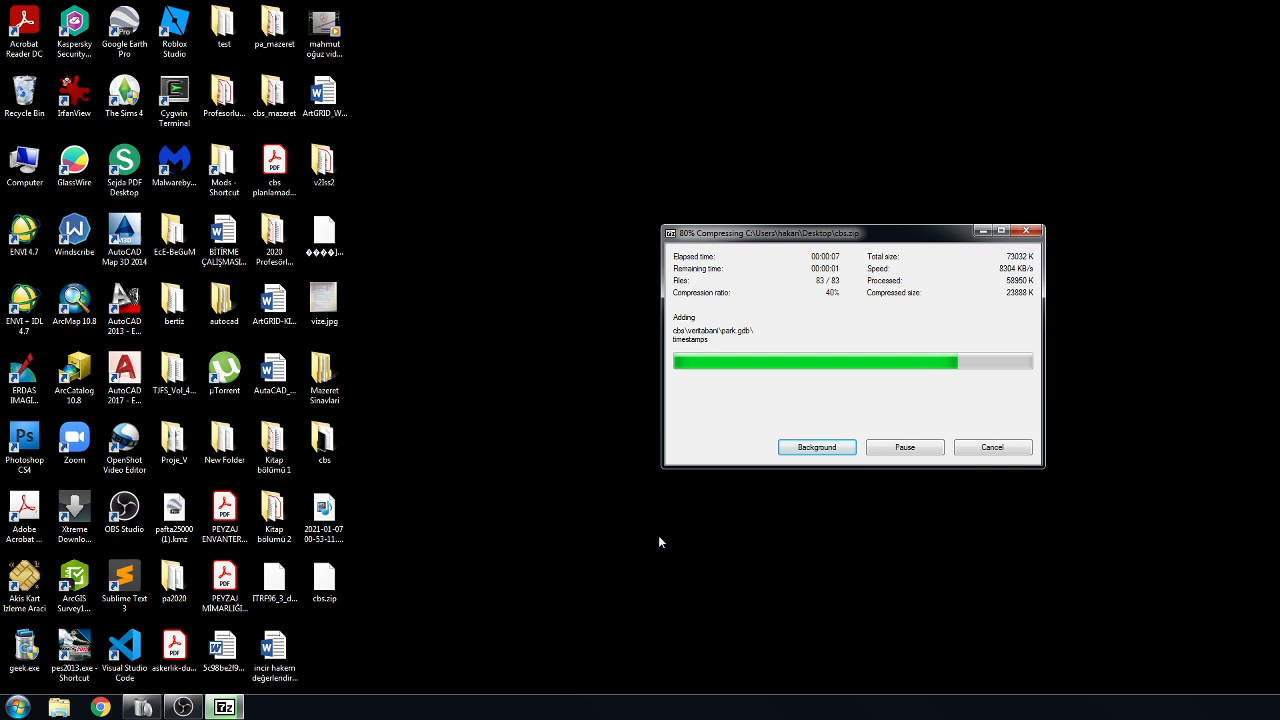 Acrobat
Reader DC
Kaspersky
Security...
Google Earth
Pro
Roblox
Studio
test
pa_mazeret
mahmut
oğuz vid...
Recycle Bin
IrfanView
The Sims 4
Cygwin
Terminal
Profesorlu...
cbs_mazeret
ArtGRID_W...
Computer
GlassWire
Sejda PDF
Desktop
Malwareby...
Mods -
Shortcut
cbs
planlamad...
v2Iss2
ENVI 4.7
Windscribe
AutoCAD
Map 3D 2014
EcE-BeGuM
BİTİRME
ÇALIŞMASI...
2020
Profesörl...
����]...
ENVI + IDL
4.7
ArcMap 10.8
AutoCAD
2013 - E...
bertiz
autocad
ArtGRID-KI...
vize.jpg
ERDAS
IMAGI...
ArcCatalog
10.8
AutoCAD
2017 - E...
TJFS_Vol_4...
µTorrent
AutaCAD_...
Mazeret
Sinavlari
Photoshop
CS4
Zoom
OpenShot
Video Editor
Proje_V
New Folder
Kitap
bölümü 1
cbs
Adobe
Acrobat ...
Xtreme
Downlo...
OBS Studio
pafta25000
(1).kmz
PEYZAJ
ENVANTER...
Kitap
bölümü 2
2021-01-07
00-53-11....
Akis Kart
Izleme Araci
ArcGIS
Survey1...
Sublime Text
3
pa2020
PEYZAJ
MİMARLIĞI...
ITRF96_3_d...
cbs.zip
geek.exe
pes2013.exe -
Shortcut
Visual Studio
Code
askerlik-du...
5c98be2f9...
incir hakem
değerlendir...
80% Compressing C:\Users\hakan\Desktop\cbs.zip
Elapsed time: 00:00:07 Total size: 73032 K
Remaining time: 00:00:01 Speed: 8304 KB/s
Files: 83 / 83 Processed: 58950 K
Compression ratio: 40% Compressed size: 23888 K
Adding
cbs\veritabani\park.gdb\
timestamps
Background Pause Cancel